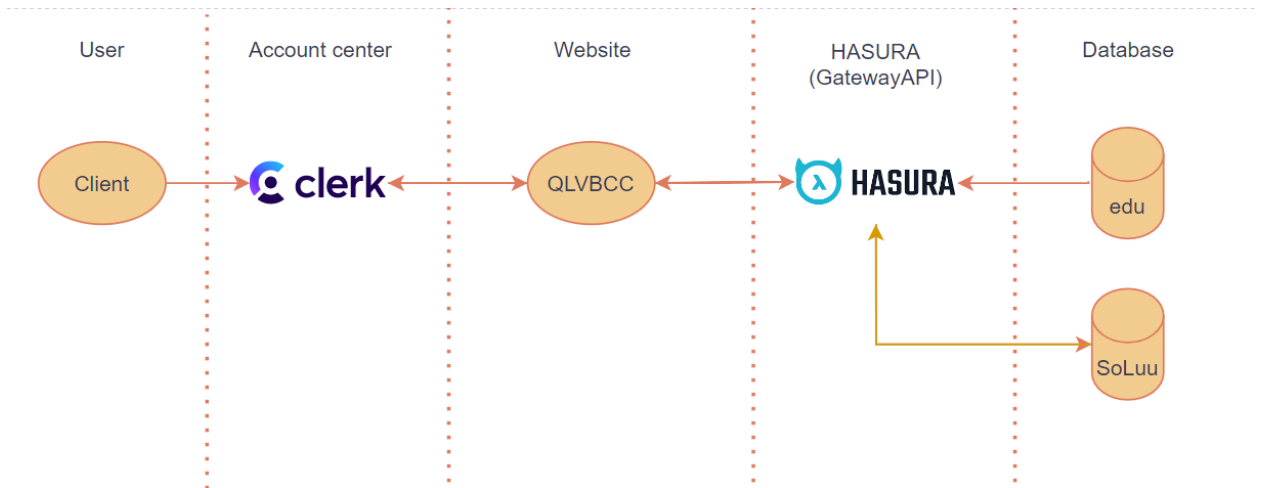 User
Account center
Website
HASURA
(GatewayAPI)
Database
Client
clerk
QLVBCC
HASURA
edu
SoLuu